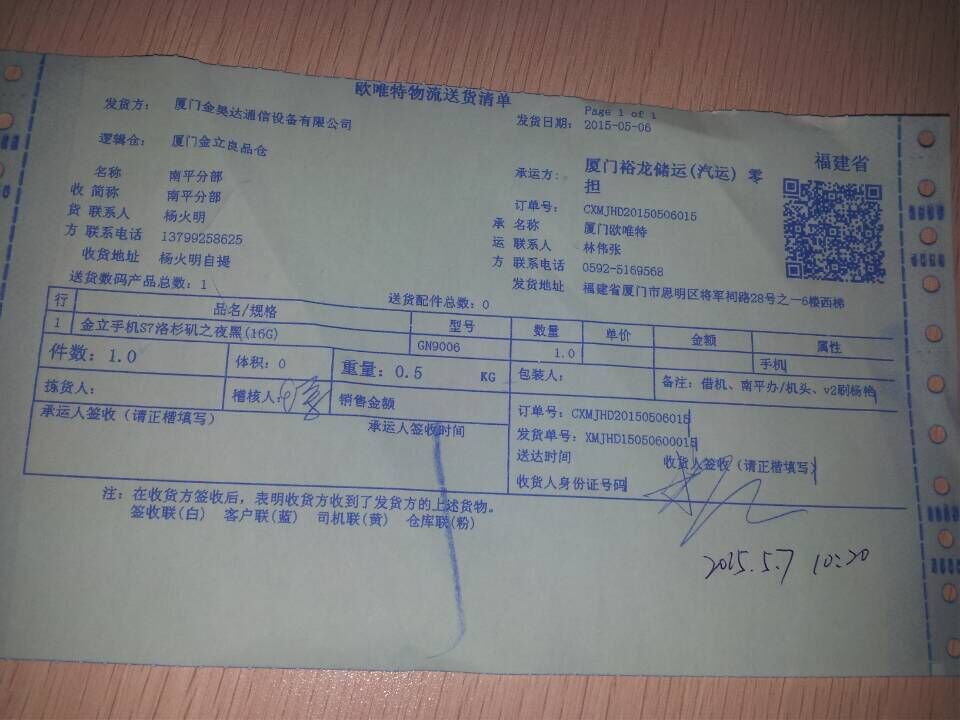 欧唯特物流送货清单
Page 1 of 1
发货方： 厦门金昊达通信设备有限公司
发货日期： 2015-05-06
逻辑仓： 厦门金立良品仓
承运方： 厦门裕龙储运(汽运) 零担
福建省
收货方
名称 南平分部
简称 南平分部
联系人 杨火明
联系电话 13799258625
收货地址 杨火明自提
订单号： CXMJHD20150506015
承运方
名称 厦门欧唯特
联系人 林伟张
联系电话 0592-5169568
发货地址 福建省厦门市思明区将军祠路28号之一6楼西梯
送货数码产品总数：1
送货配件总数：0
行 品名/规格 型号 数量 单价 金额 属性
1 金立手机S7洛杉矶之夜黑(16G) GN9006 1.0 手机
件数：1.0 体积：0 重量：0.5 KG 包装人： 备注：借机、南平办/机头、v2刷杨艳
拣货人： 稽核人： 销售金额
承运人签收（请正楷填写） 承运人签收时间
订单号：CXMJHD20150506015
发货单号：XMJH15050600015
送达时间 收货人签收（请正楷填写）
收货人身份证号码
2015.5.7 10:20
注：在收货方签收后，表明收货方收到了发货方的上述货物。
签收联(白) 客户联(蓝) 司机联(黄) 仓库联(粉)